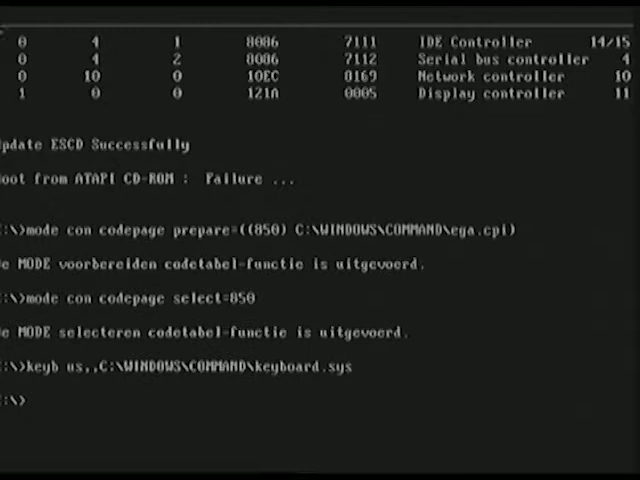 0 4 1 8086 7111 IDE Controller 14/15
0 4 2 8086 7112 Serial bus controller 4
0 10 0 10EC 8169 Network controller 10
1 0 0 121A 0005 Display controller 11
pdate ESCD Successfully
oot from ATAPI CD-ROM : Failure ...
:\>mode con codepage prepare=((850) C:\WINDOWS\COMMAND\ega.cpi)
e MODE voorbereiden codetabel-functie is uitgevoerd.
:\>mode con codepage select=850
e MODE selecteren codetabel-functie is uitgevoerd.
:\>keyb us,,C:\WINDOWS\COMMAND\keyboard.sys
:\>